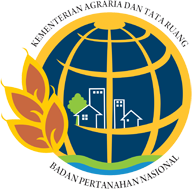 KEMENTERIAN AGRARIA DAN TATA RUANG
BADAN PERTANAHAN NASIONAL